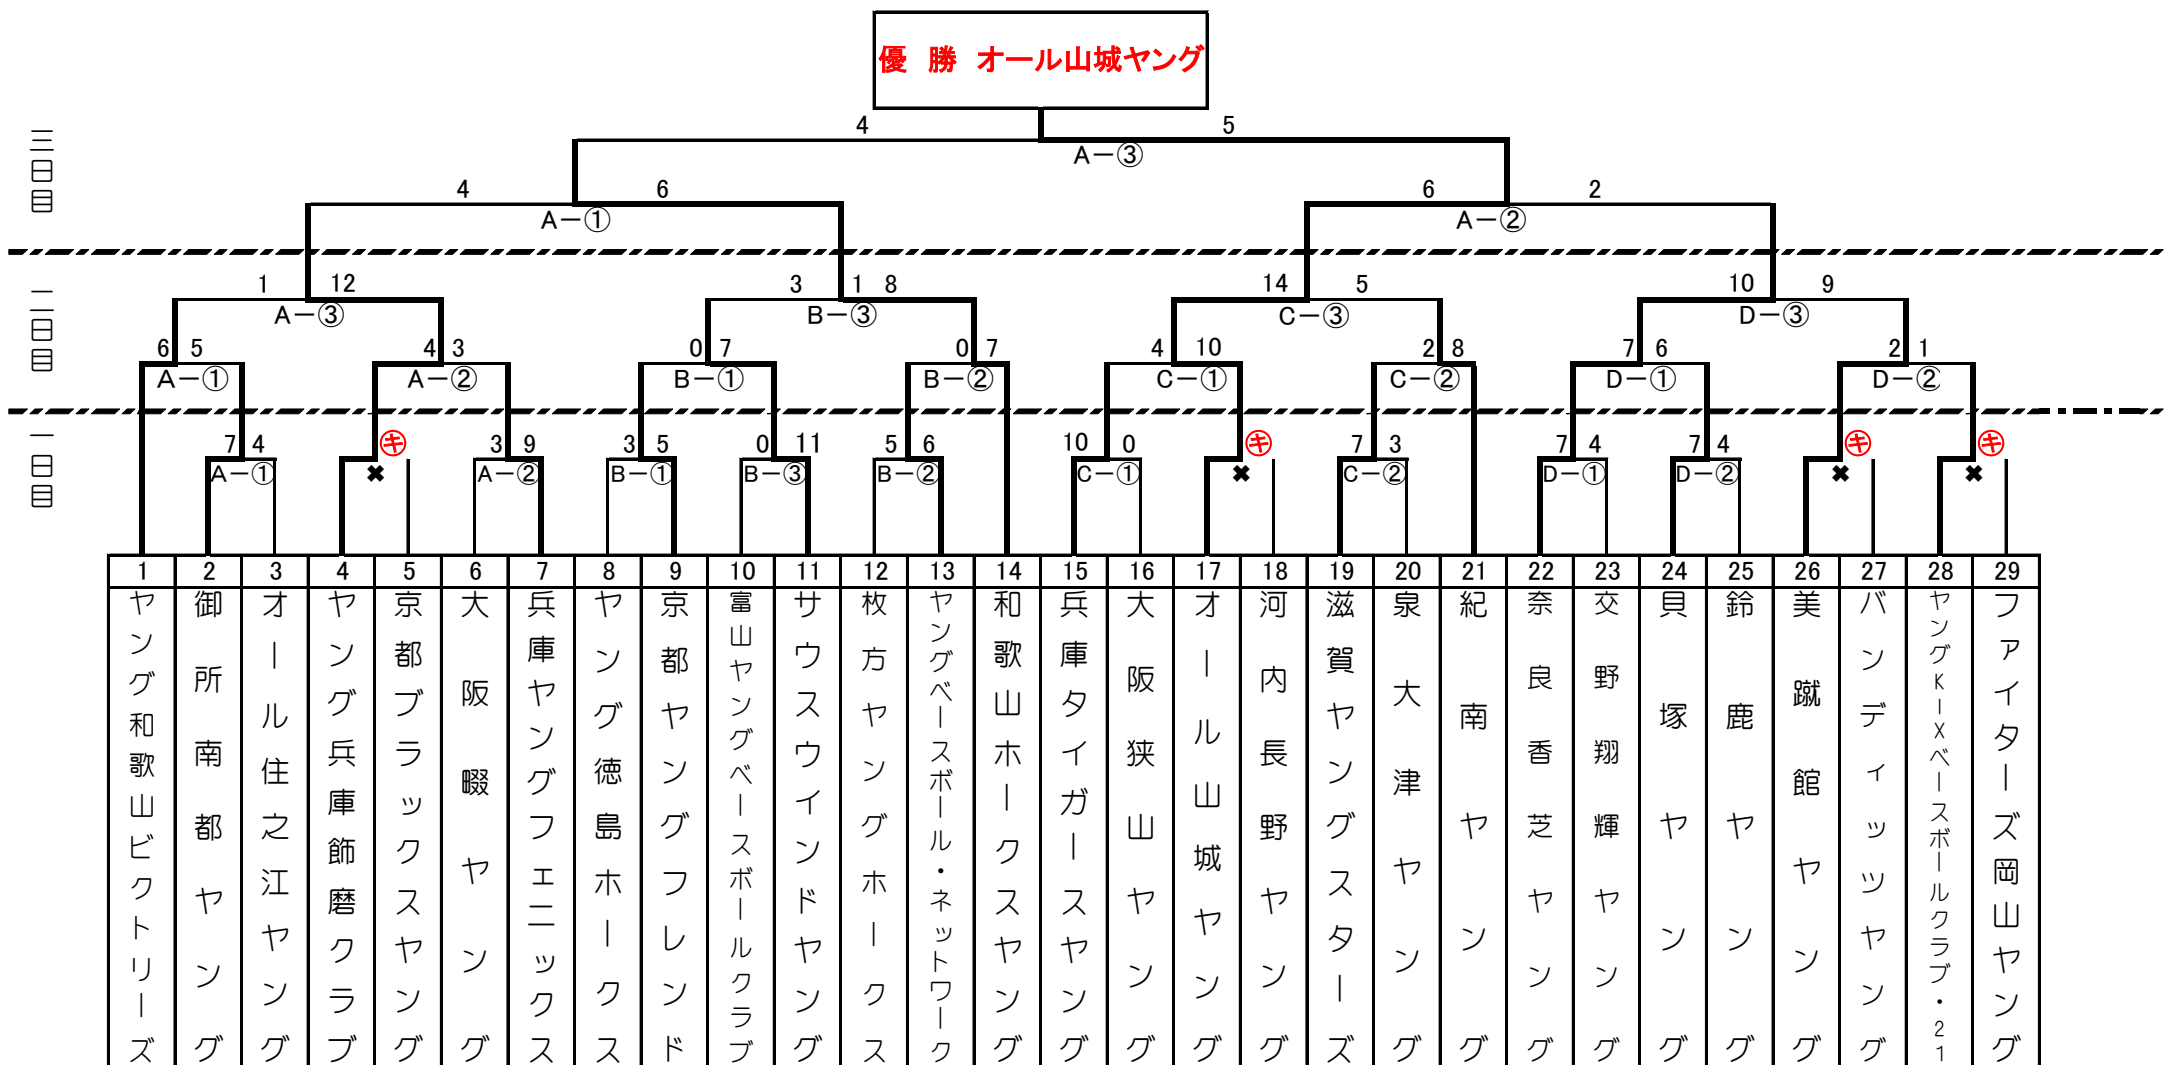 優　勝　オール山城ヤング
4 5
A－③
三日目
4 6 6 2
A－① A－②
1 12 3 1 8 14 5 10 9
A－③ B－③ C－③ D－③
二日目
6 5 4 3 0 7 0 7 4 10 2 8 7 6 2 1
A－① A－② B－① B－② C－① C－② D－① D－②
一日目
7 4 ㋖ 3 9 3 5 0 11 5 6 10 0 ㋖ 7 3 7 4 7 4 ㋖ ㋖
A－① ✖ A－② B－① B－③ B－② C－① ✖ C－② D－① D－② ✖ ✖
1 2 3 4 5 6 7 8 9 10 11 12 13 14 15 16 17 18 19 20 21 22 23 24 25 26 27 28 29
ヤング和歌山ビクトリーズ
御所南都ヤング
オール住之江ヤング
ヤング兵庫飾磨クラブ
京都ブラックスヤング
大阪畷ヤング
兵庫ヤングフェニックス
ヤング徳島ホークス
京都ヤングフレンド
富山ヤングベースボールクラブ
サウスウインドヤング
枚方ヤングホークス
ヤングベースボール・ネットワーク
和歌山ホークスヤング
兵庫タイガースヤング
大阪狭山ヤング
オール山城ヤング
河内長野ヤング
滋賀ヤングスターズ
泉大津ヤング
紀南ヤング
奈良香芝ヤング
交野翔輝ヤング
貝塚ヤング
鈴鹿ヤング
美蹴館ヤング
バンディッツヤング
ヤングKIXベースボールクラブ・21
ファイターズ岡山ヤング